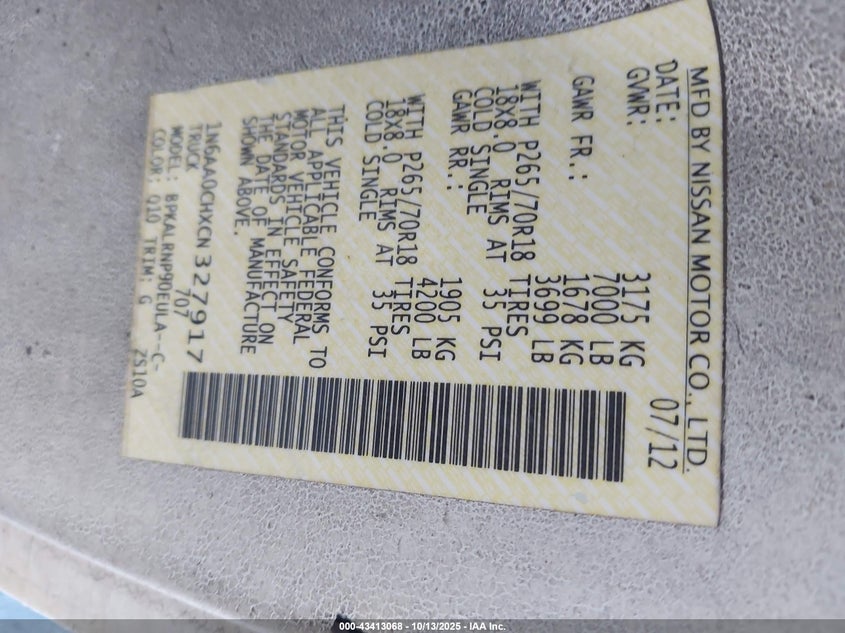 MFD BY NISSAN MOTOR CO., LTD.
DATE: 07/12
GVWR: 3175 KG
7000 LB
GAWR FR.: 1678 KG
3699 LB
WITH P265/70R18 TIRES
18X8.0 RIMS AT 35 PSI
COLD SINGLE
GAWR RR.: 1905 KG
4200 LB
WITH P265/70R18 TIRES
18X8.0 RIMS AT 35 PSI
COLD SINGLE
THIS VEHICLE CONFORMS TO
ALL APPLICABLE FEDERAL
MOTOR VEHICLE SAFETY
STANDARDS IN EFFECT ON
THE DATE OF MANUFACTURE
SHOWN ABOVE.
1N6AA0CHXCN327917
TRUCK 707
MODEL: BPKALRNP90EULA--C-
COLOR: Q10 TRIM: G 2S10A
000-43413068 - 10/13/2025 - IAA Inc.